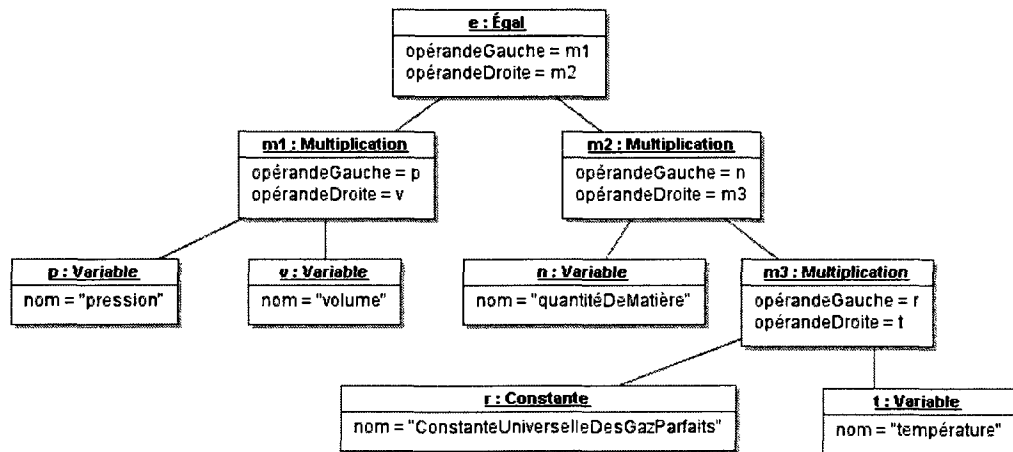 e : Égal
opérandeGauche = m1
opérandeDroite = m2
m1 : Multiplication
opérandeGauche = p
opérandeDroite = v
m2 : Multiplication
opérandeGauche = n
opérandeDroite = m3
p : Variable
nom = "pression"
v : Variable
nom = "volume"
n : Variable
nom = "quantitéDeMatière"
m3 : Multiplication
opérandeGauche = r
opérandeDroite = t
r : Constante
nom = "ConstanteUniverselleDesGazParfaits"
t : Variable
nom = "température"